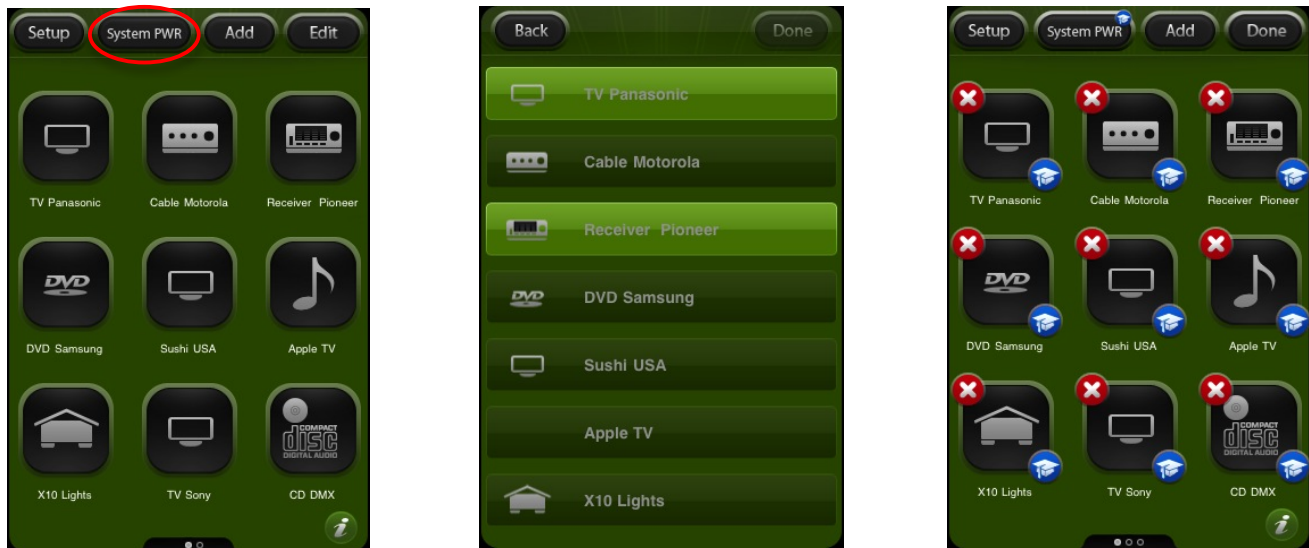 Setup System PWR Add Edit
TV Panasonic Cable Motorola Receiver Pioneer
DVD
DVD Samsung Sushi USA Apple TV
COMPACT
disc
DIGITAL AUDIO
X10 Lights TV Sony CD DMX
i
Back Done
TV Panasonic
Cable Motorola
Receiver Pioneer
DVD
DVD Samsung
Sushi USA
Apple TV
X10 Lights
Setup System PWR Add Done
TV Panasonic Cable Motorola Receiver Pioneer
DVD
DVD Samsung Sushi USA Apple TV
COMPACT
disc
DIGITAL AUDIO
X10 Lights TV Sony CD DMX
i